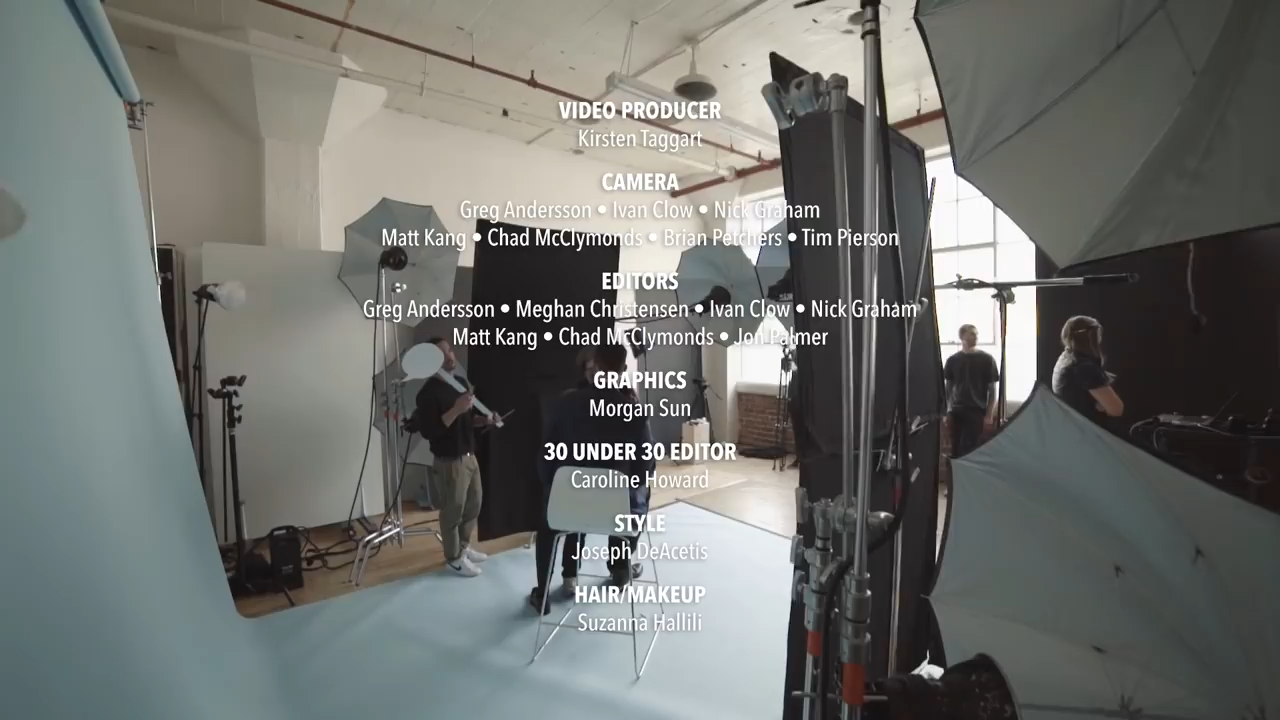 VIDEO PRODUCER
Kirsten Taggart
CAMERA
Greg Andersson • Ivan Clow • Nick Graham
Matt Kang • Chad McClymonds • Brian Petchers • Tim Pierson
EDITORS
Greg Andersson • Meghan Christensen • Ivan Clow • Nick Graham
Matt Kang • Chad McClymonds • Jon Palmer
GRAPHICS
Morgan Sun
30 UNDER 30 EDITOR
Caroline Howard
STYLE
Joseph DeAcetis
HAIR/MAKEUP
Suzanna Hallili